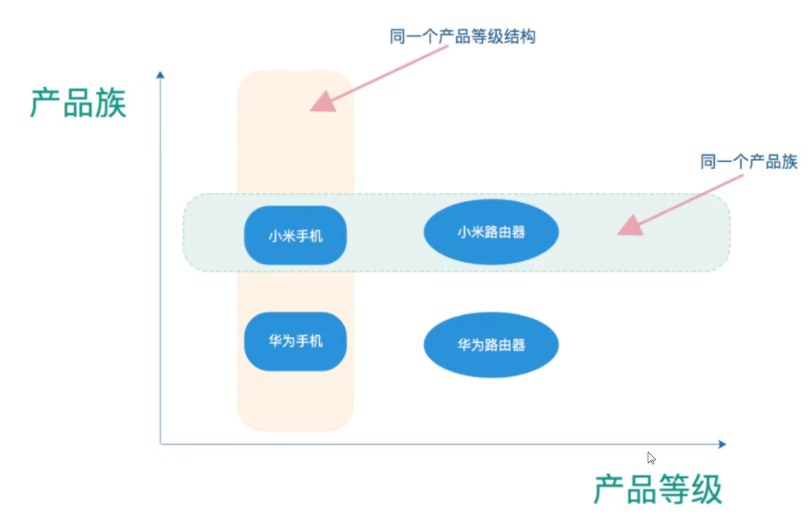 同一个产品等级结构
产品族
同一个产品族
小米手机
小米路由器
华为手机
华为路由器
产品等级